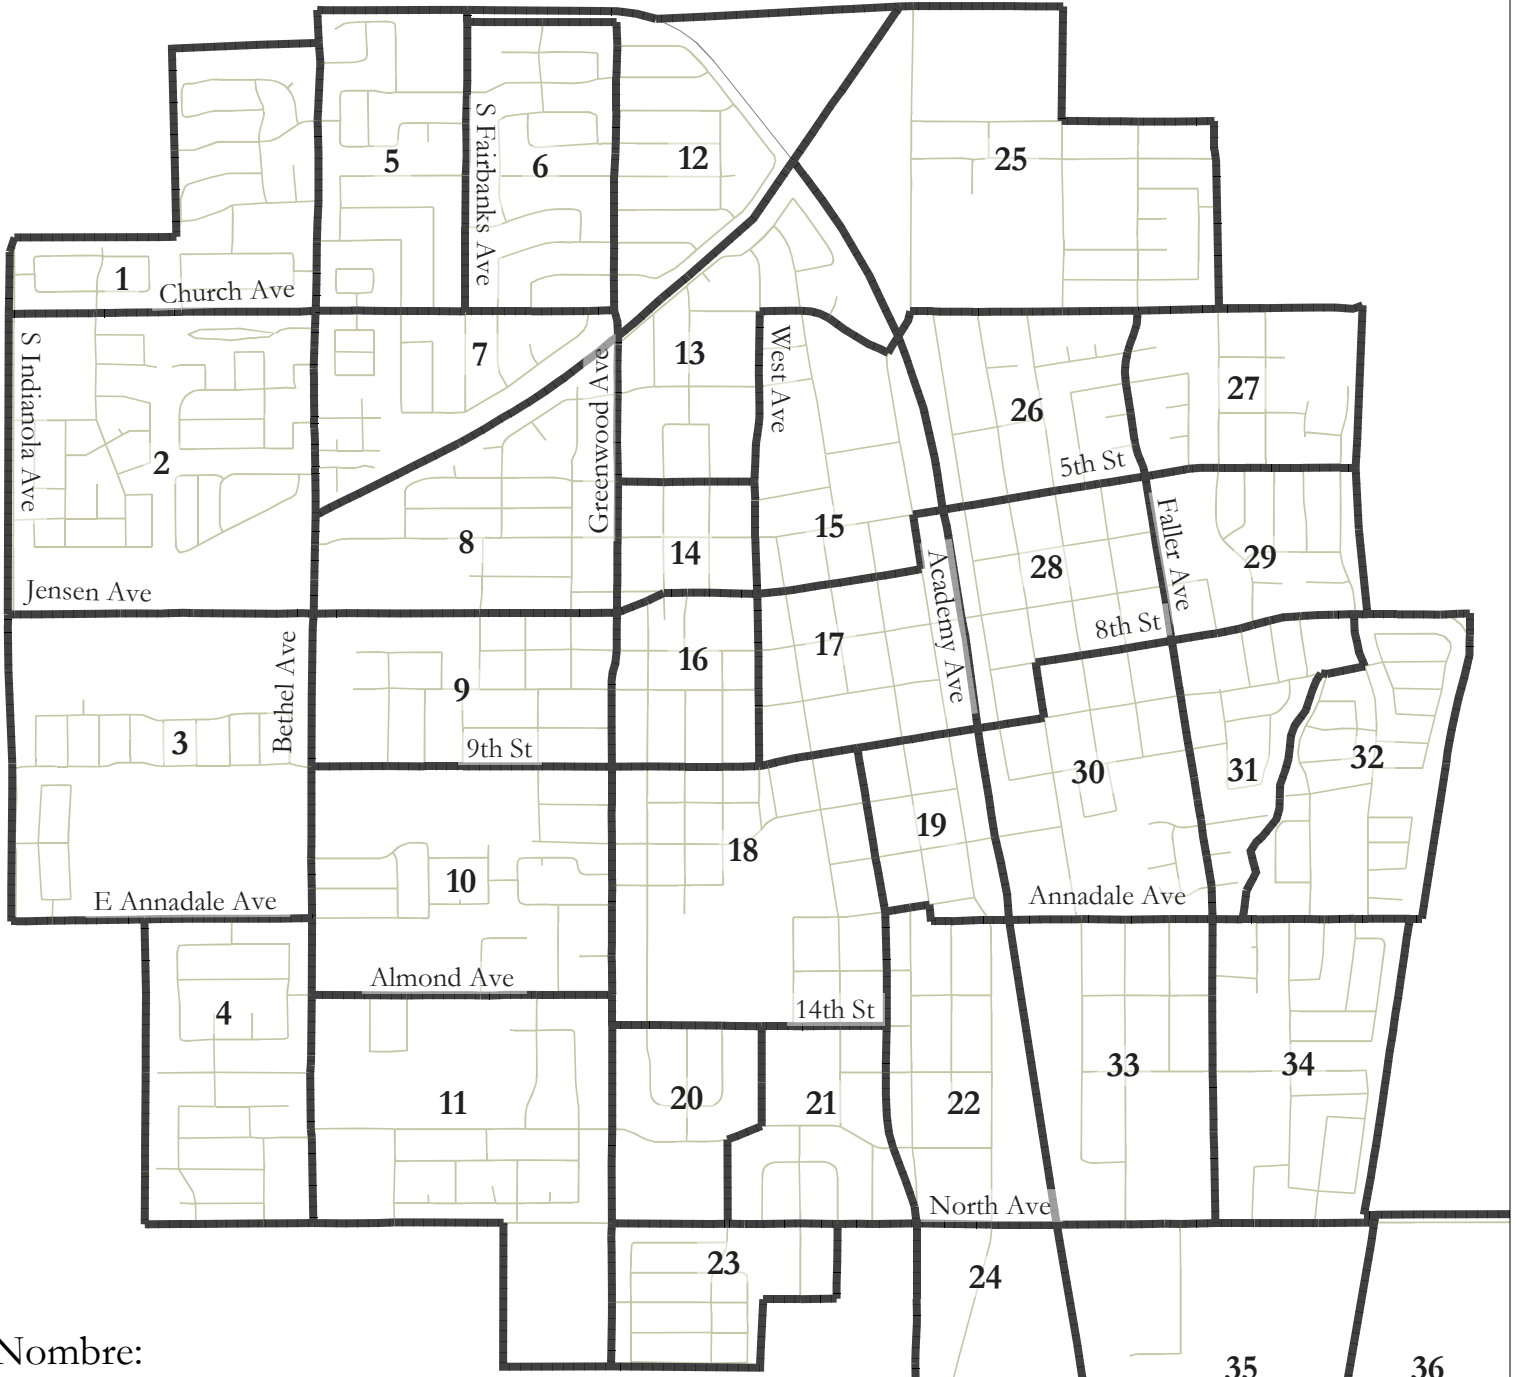 5
S Fairbanks Ave
6
12
25
1
Church Ave
S Indianola Ave
7
13
West Ave
Greenwood Ave
26
27
2
5th St
15
Faller Ave
8
14
28
29
Academy Ave
Jensen Ave
8th St
Bethel Ave
16
17
9
3
9th St
32
30
31
19
18
10
E Annadale Ave
Annadale Ave
Almond Ave
4
14th St
33
34
11
20
21
22
North Ave
23
24
Nombre:
35
36